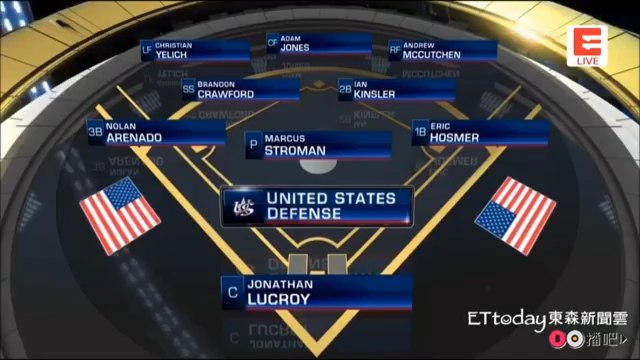 LF CHRISTIAN YELICH
CF ADAM JONES
RF ANDREW MCCUTCHEN
E LIVE
SS BRANDON CRAWFORD
2B IAN KINSLER
3B NOLAN ARENADO
P MARCUS STROMAN
1B ERIC HOSMER
US UNITED STATES DEFENSE
C JONATHAN LUCROY
ETtoday東森新聞雲
播吧